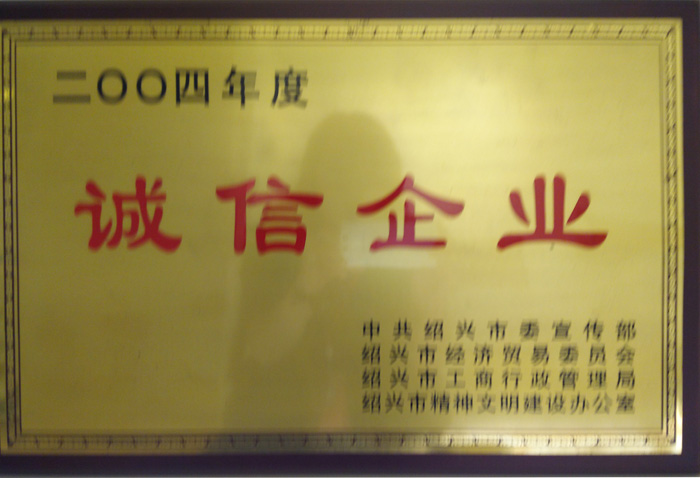 二〇〇四年度
诚信企业
中共绍兴市委宣传部
绍兴市经济贸易委员会
绍兴市工商行政管理局
绍兴市精神文明建设办公室